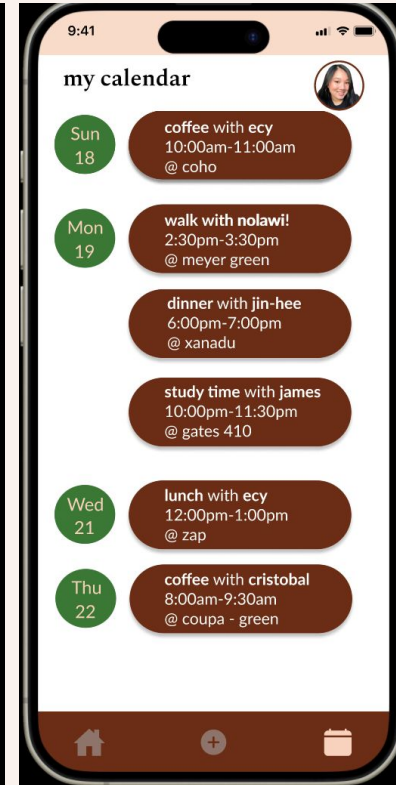 9:41
my calendar
Sun
18
coffee with ecy
10:00am-11:00am
@ coho
Mon
19
walk with nolawi!
2:30pm-3:30pm
@ meyer green
dinner with jin-hee
6:00pm-7:00pm
@ xanadu
study time with james
10:00pm-11:30pm
@ gates 410
Wed
21
lunch with ecy
12:00pm-1:00pm
@ zap
Thu
22
coffee with cristobal
8:00am-9:30am
@ coupa - green